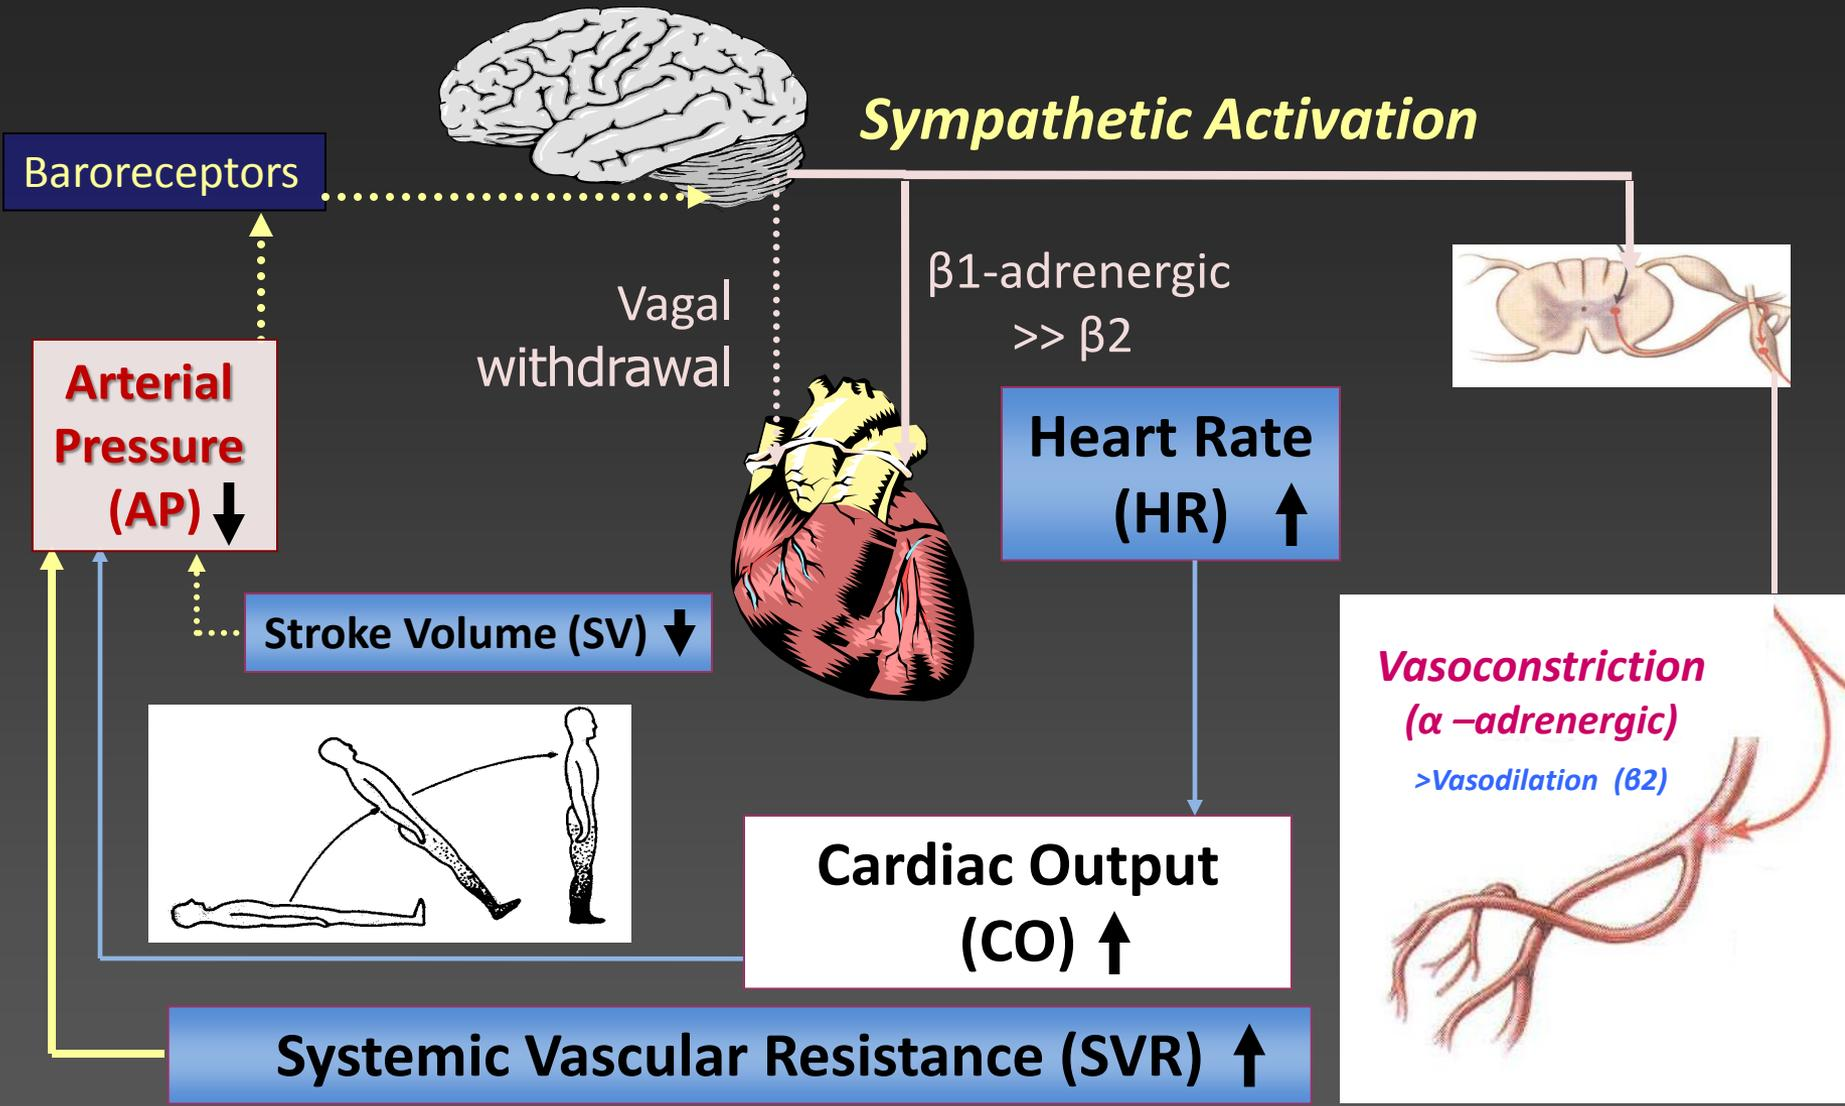 Sympathetic Activation
Baroreceptors
Vagal
withdrawal
β1-adrenergic
>> β2
Arterial
Pressure
(AP)
Heart Rate
(HR)
Stroke Volume (SV)
Vasoconstriction
(α –adrenergic)
>Vasodilation (β2)
Cardiac Output
(CO)
Systemic Vascular Resistance (SVR)